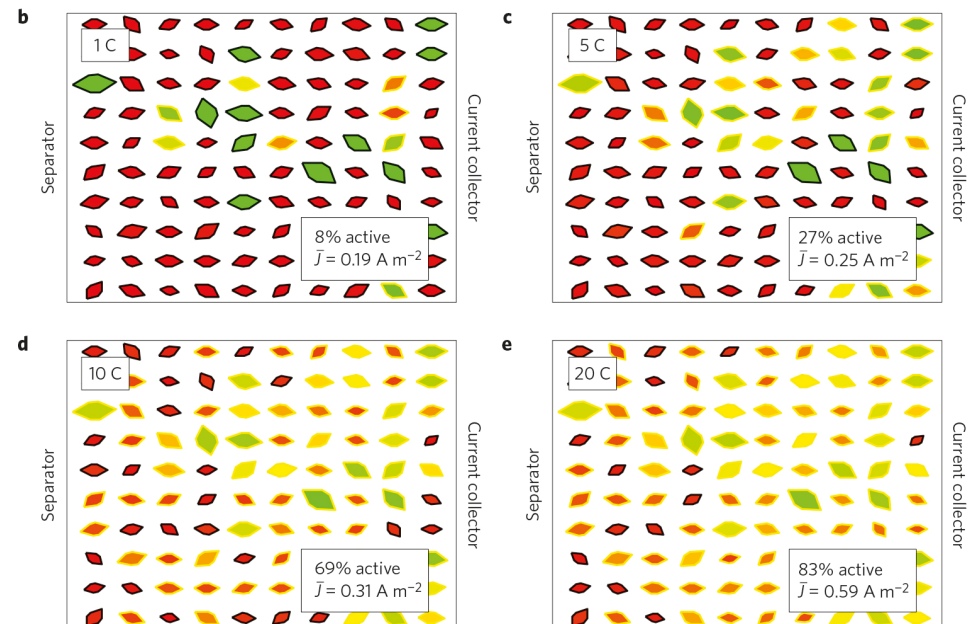 b
1 C
Separator
Current collector
8% active
J̅ = 0.19 A m⁻²
c
5 C
Separator
Current collector
27% active
J̅ = 0.25 A m⁻²
d
10 C
Separator
Current collector
69% active
J̅ = 0.31 A m⁻²
e
20 C
Separator
Current collector
83% active
J̅ = 0.59 A m⁻²